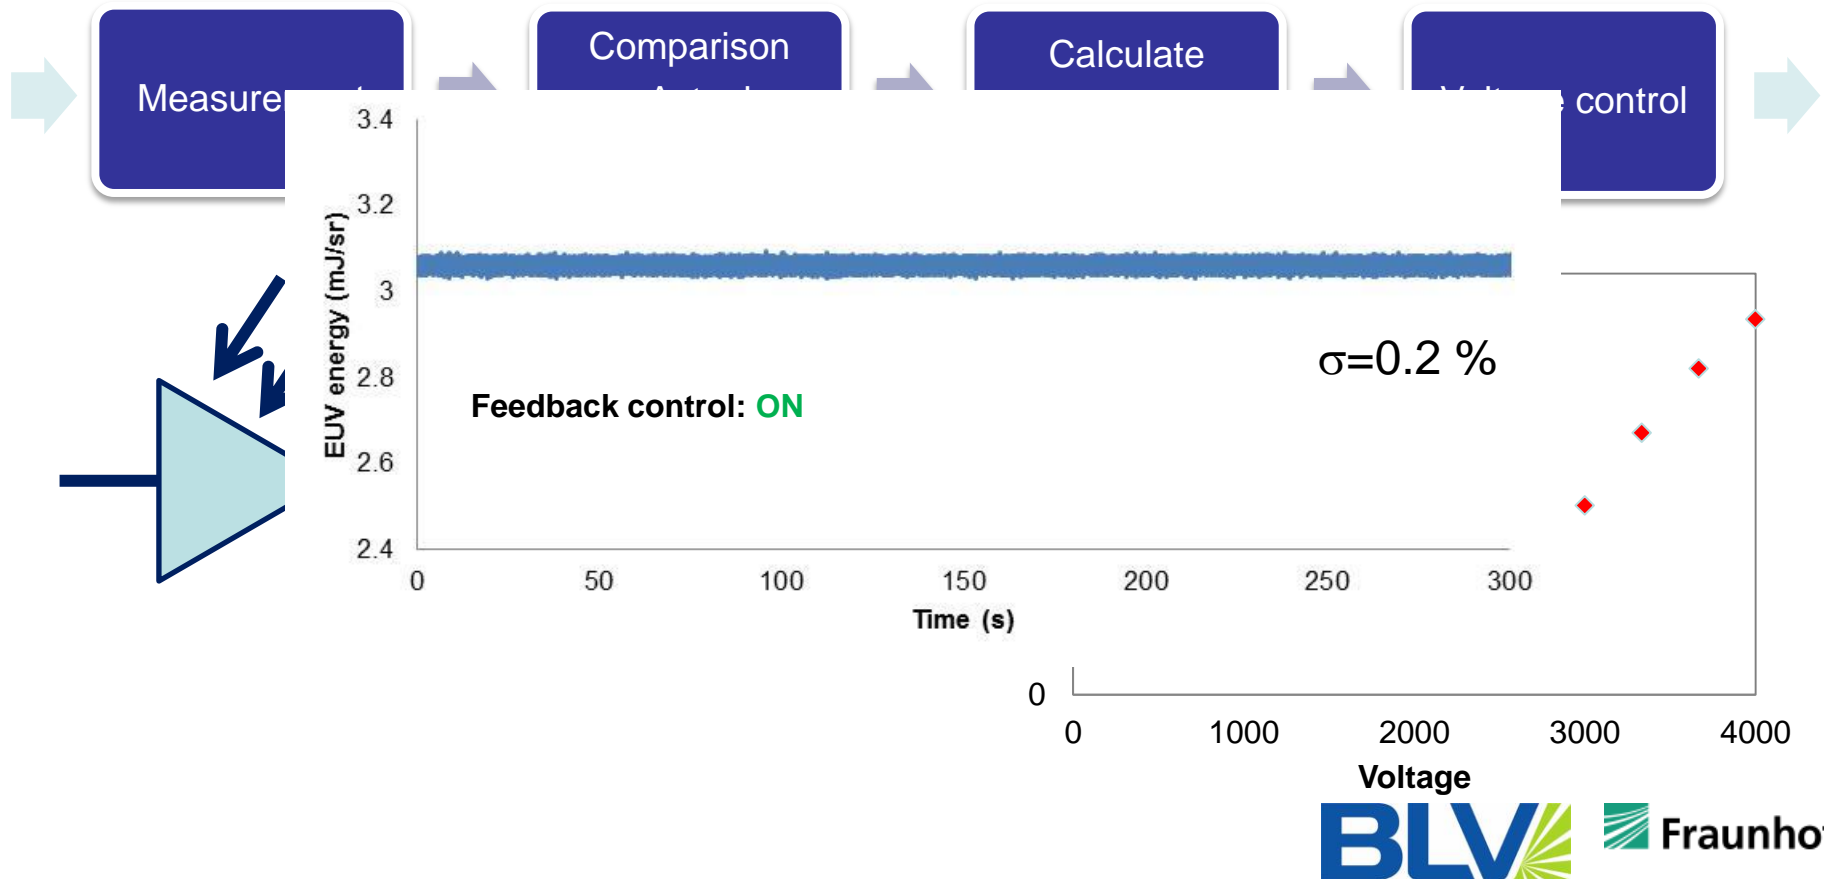 Comparison
Calculate
control
3.4
3.2
3
2.8
2.6
2.4
EUV energy (mJ/sr)
σ=0.2 %
Feedback control: ON
0 50 100 150 200 250 300
Time (s)
0
0 1000 2000 3000 4000
Voltage
BLV